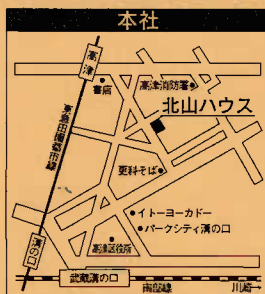 本社
高津
書店
高津消防署
北山ハウス
東急田園都市線
更科そば
イトーヨーカドー
パークシティ溝の口
高津区役所
溝の口
武蔵溝の口
南部線
川崎